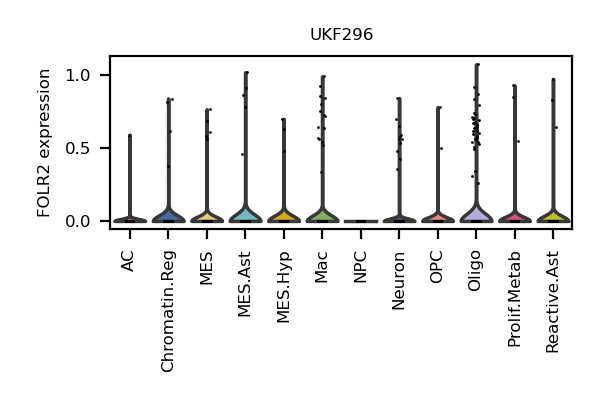 UKF296
FOLR2 expression
1.0
0.5
0.0
AC
Chromatin.Reg
MES
MES.Ast
MES.Hyp
Mac
NPC
Neuron
OPC
Oligo
Prolif.Metab
Reactive.Ast